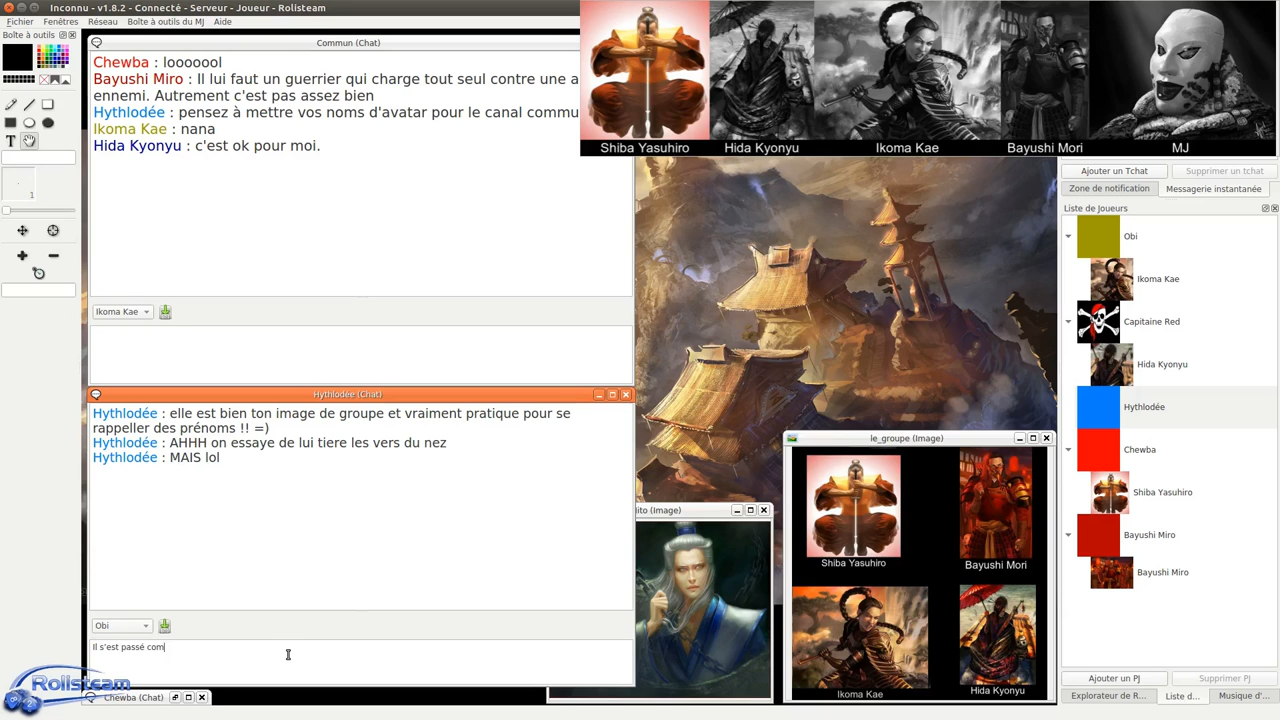 Inconnu - v1.8.2 - Connecté - Serveur - Joueur - Rolisteam
Fichier Fenêtres Réseau Boîte à outils du MJ Aide
Boîte à outils
T
1
Commun (Chat)
Chewba : looooool
Bayushi Miro : Il lui faut un guerrier qui charge tout seul contre une a
ennemi. Autrement c'est pas assez bien
Hythlodée : pensez à mettre vos noms d'avatar pour le canal commu
Ikoma Kae : nana
Hida Kyonyu : c'est ok pour moi.
Ikoma Kae
Hythlodée (Chat)
Hythlodée : elle est bien ton image de groupe et vraiment pratique pour se
rappeller des prénoms !! =)
Hythlodée : AHHH on essaye de lui tiere les vers du nez
Hythlodée : MAIS lol
Obi
Il s'est passé com
Rolisteam
Chewba (Chat)
Shiba Yasuhiro
Hida Kyonyu
Ikoma Kae
Bayushi Mori
MJ
ito (Image)
le_groupe (Image)
Shiba Yasuhiro
Bayushi Mori
Ikoma Kae
Hida Kyonyu
Ajouter un Tchat
Supprimer un tchat
Zone de notification
Messagerie instantanée
Liste de Joueurs
Obi
Ikoma Kae
Capitaine Red
Hida Kyonyu
Hythlodée
Chewba
Shiba Yasuhiro
Bayushi Miro
Bayushi Miro
Ajouter un PJ
Supprimer PJ
Explorateur de R...
Liste d...
Musique d'...